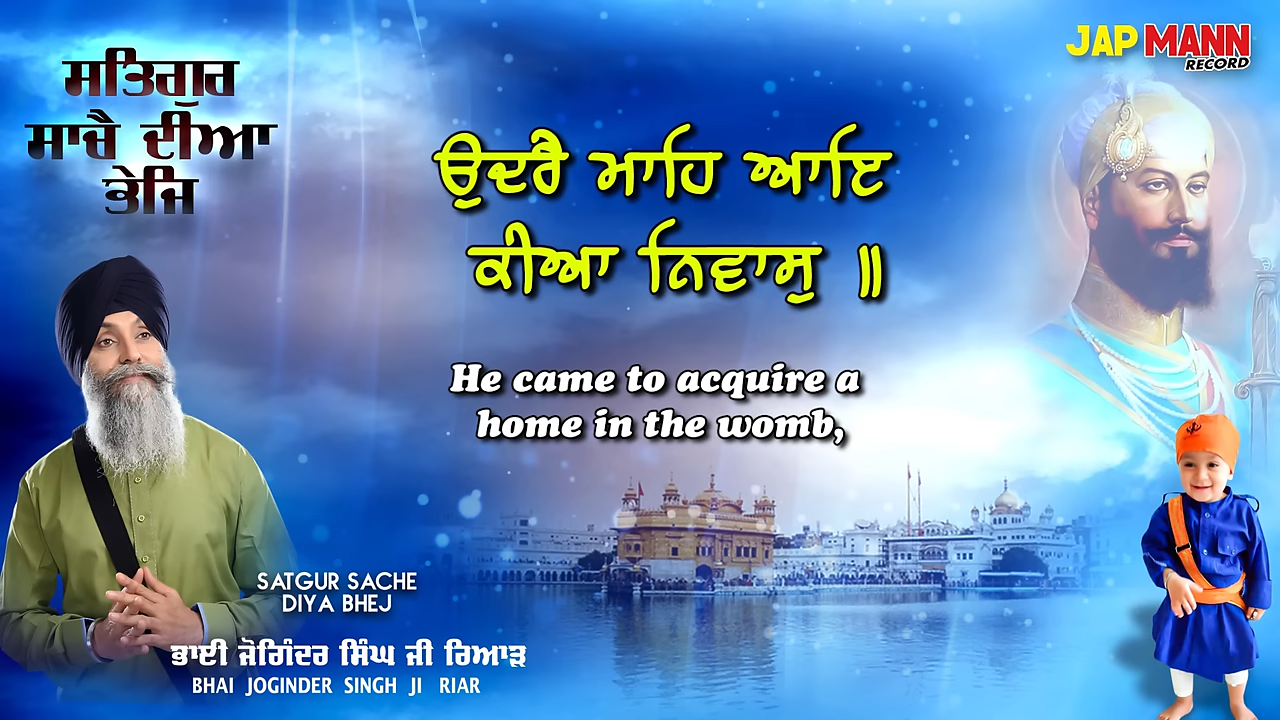 ਸਤਿਗੁਰ
ਸਾਚੈ ਦੀਆ
ਭੇਜਿ
JAP MANN
RECORD
ਉਦਰੈ ਮਾਹਿ ਆਇ
ਕੀਆ ਨਿਵਾਸੁ ॥
He came to acquire a
home in the womb,
SATGUR SACHE
DIYA BHEJ
ਭਾਈ ਜੋਗਿੰਦਰ ਸਿੰਘ ਜੀ ਰਿਆੜ
BHAI JOGINDER SINGH JI RIAR